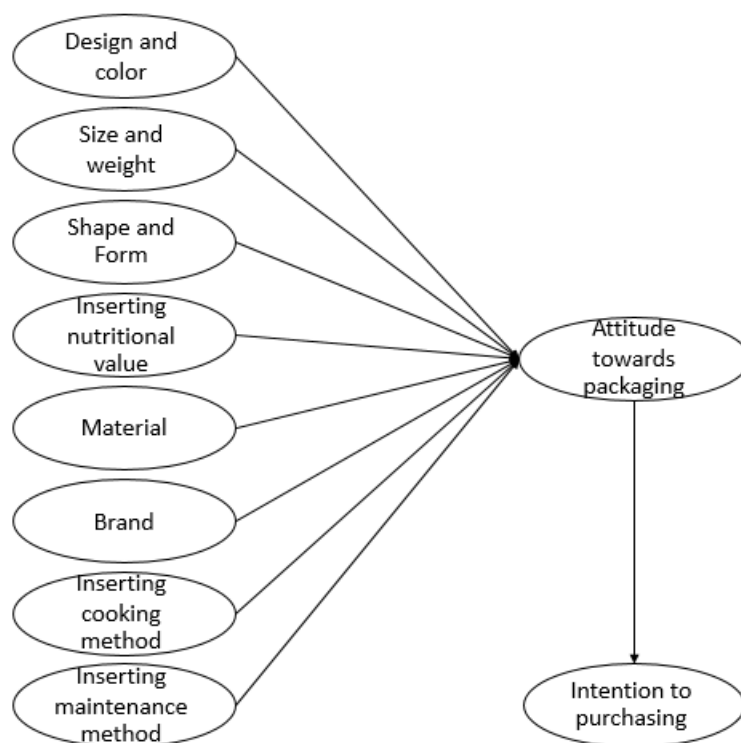 Design and
color
Size and
weight
Shape and
Form
Inserting
nutritional
value
Material
Brand
Inserting
cooking
method
Inserting
maintenance
method
Attitude
towards
packaging
Intention to
purchasing